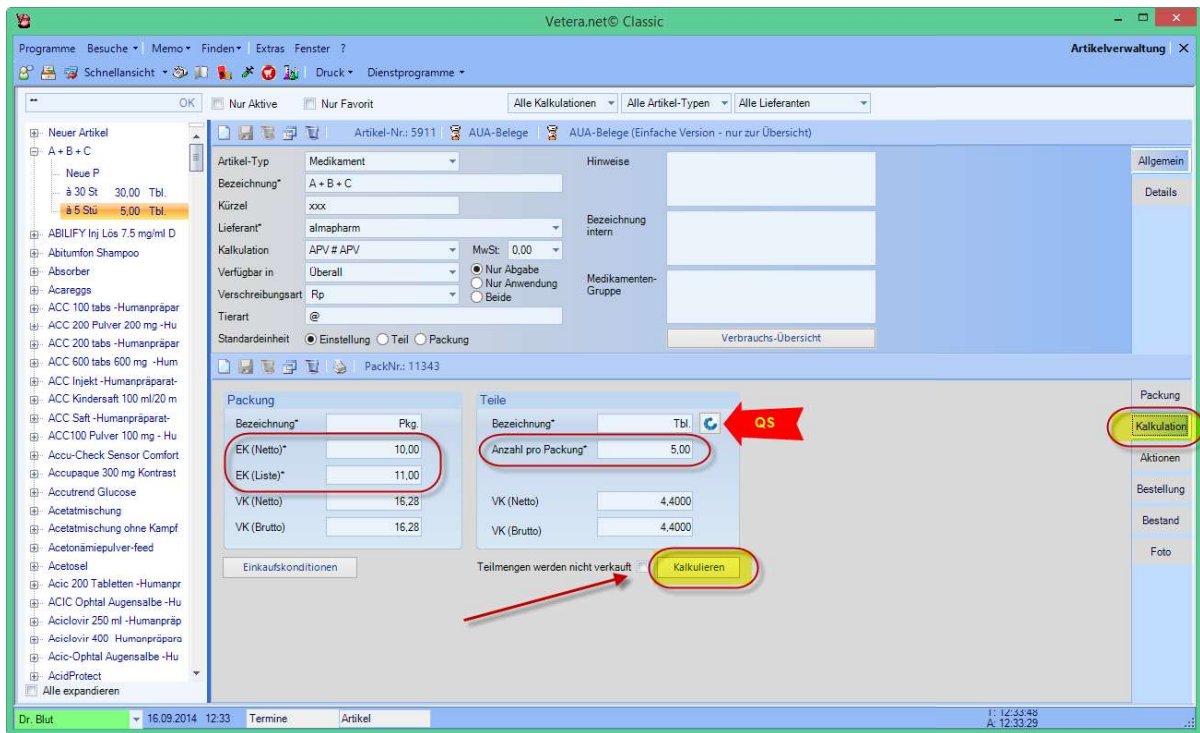 Vetera.net© Classic
Programme Besuche Memo Finden Extras Fenster ?
Artikelverwaltung X
Schnellansicht Druck Dienstprogramme
** OK
Nur Aktive
Nur Favorit
Alle Kalkulationen
Alle Artikel-Typen
Alle Lieferanten
Neuer Artikel
A + B + C
Neue P
à 30 St 30,00 Tbl.
à 5 Stü 5,00 Tbl.
ABILIFY Inj Lös 7.5 mg/ml D
Abitumfon Shampoo
Absorber
Acareggs
ACC 100 tabs -Humanpräpar
ACC 200 Pulver 200 mg -Hu
ACC 200 tabs -Humanpräpar
ACC 600 tabs 600 mg -Hum
ACC Injekt -Humanpräparat-
ACC Kindersaft 100 ml/20 m
ACC Saft -Humanpräparat-
ACC100 Pulver 100 mg - Hu
Accu-Check Sensor Comfort
Accupaque 300 mg Kontrast
Accutrend Glucose
Acetatmischung
Acetatmischung ohne Kampf
Acetonämiepulver-feed
Acetosel
Acic 200 Tabletten -Humanpr
ACIC Ophtal Augensalbe -Hu
Aciclovir 250 ml -Humanpräp
Aciclovir 400 Humanpräpara
Acic-Ophtal Augensalbe -Hu
AcidProtect
Alle expandieren
Artikel-Nr.: 5911
AUA-Belege
AUA-Belege (Einfache Version - nur zur Übersicht)
Artikel-Typ Medikament
Bezeichnung* A + B + C
Kürzel xxx
Lieferant* almapharm
Kalkulation APV # APV MwSt: 0,00
Verfügbar in Überall
Verschreibungsart Rp
Tierart @
Standardeinheit Einstellung Teil Packung
Nur Abgabe
Nur Anwendung
Beide
Hinweise
Bezeichnung
intern
Medikamenten-
Gruppe
Verbrauchs-Übersicht
Allgemein
Details
PackNr.: 11343
Packung
Bezeichnung* Pkg.
EK (Netto)* 10,00
EK (Liste)* 11,00
VK (Netto) 16,28
VK (Brutto) 16,28
Einkaufskonditionen
Teile
Bezeichnung* Tbl.
QS
Anzahl pro Packung* 5,00
VK (Netto) 4,4000
VK (Brutto) 4,4000
Teilmengen werden nicht verkauft
Kalkulieren
Packung
Kalkulation
Aktionen
Bestellung
Bestand
Foto
Dr. Blut 16.09.2014 12:33 Termine Artikel
T: 12:33:48
A: 12:33:29